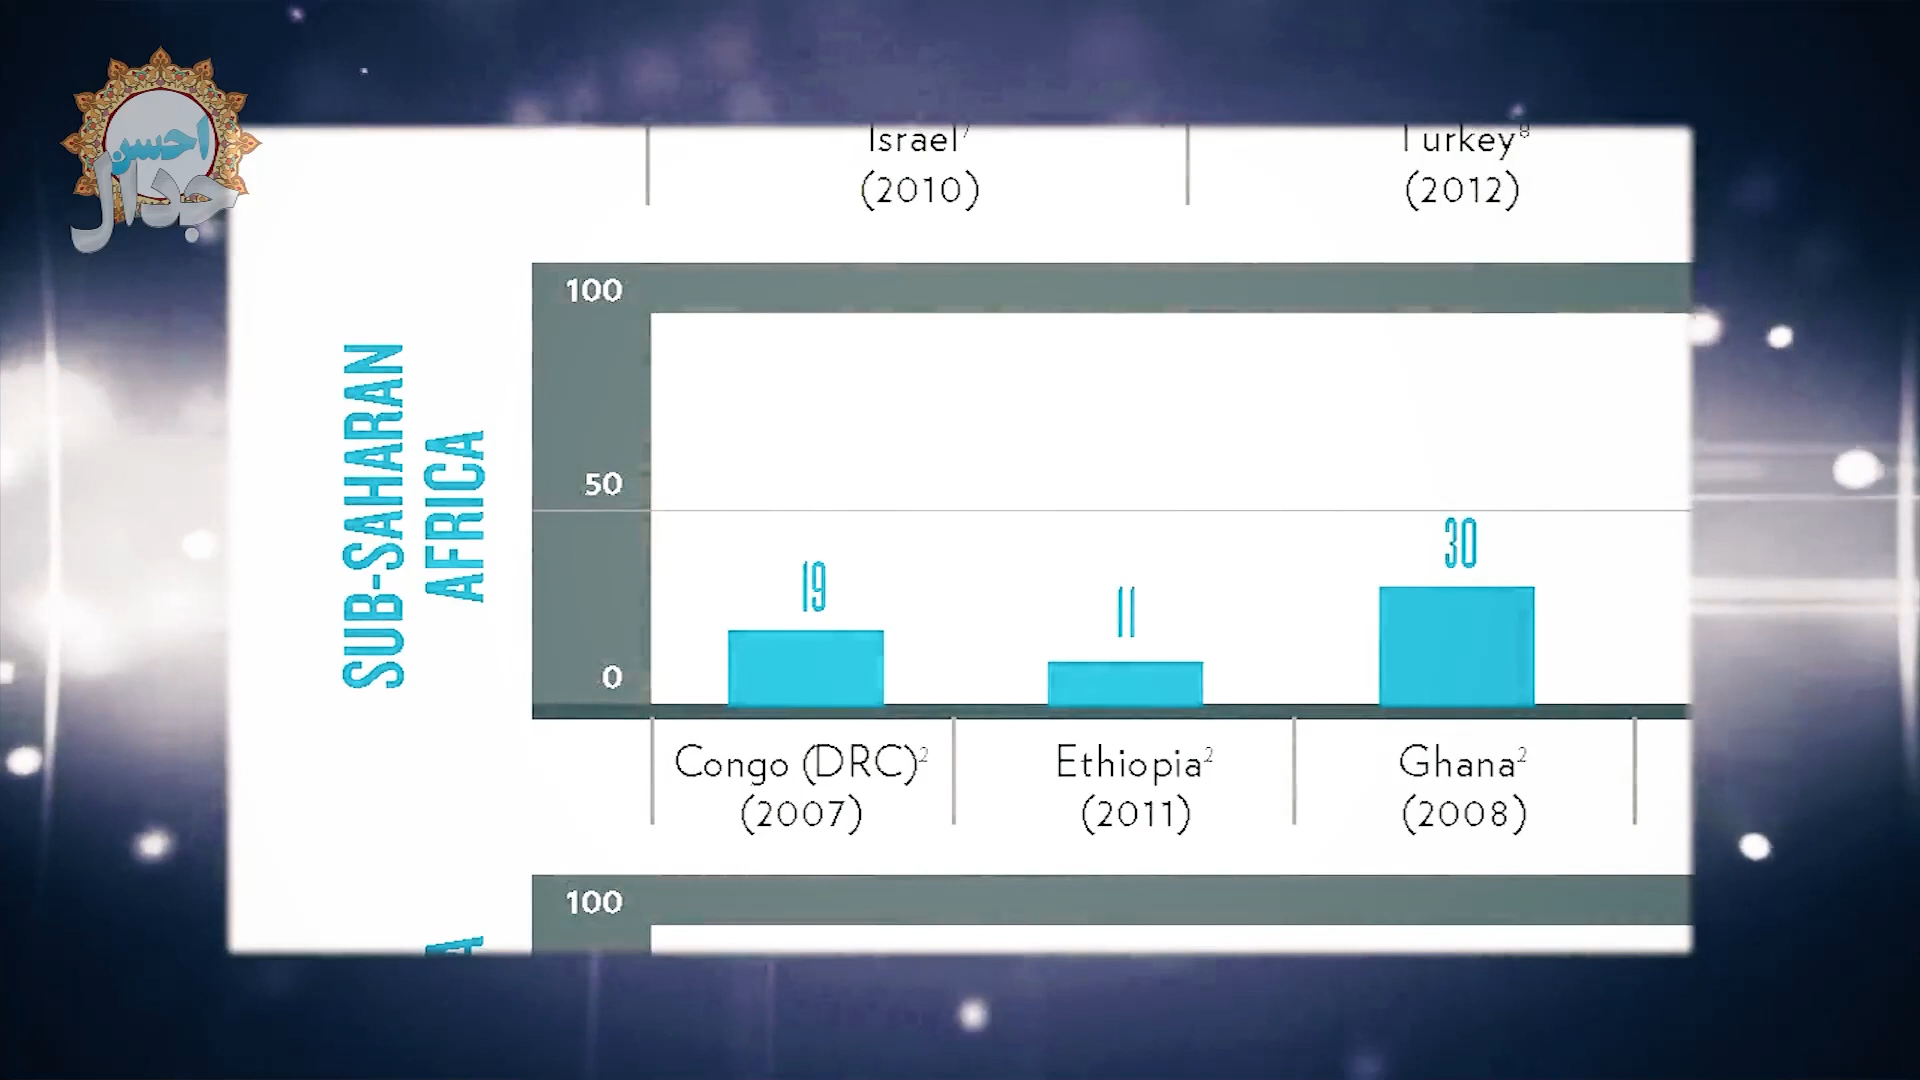 احسن
جدال
Israel⁷
(2010)
Turkey⁸
(2012)
SUB-SAHARAN
AFRICA
100
50
0
19
11
30
Congo (DRC)²
(2007)
Ethiopia²
(2011)
Ghana²
(2008)
100